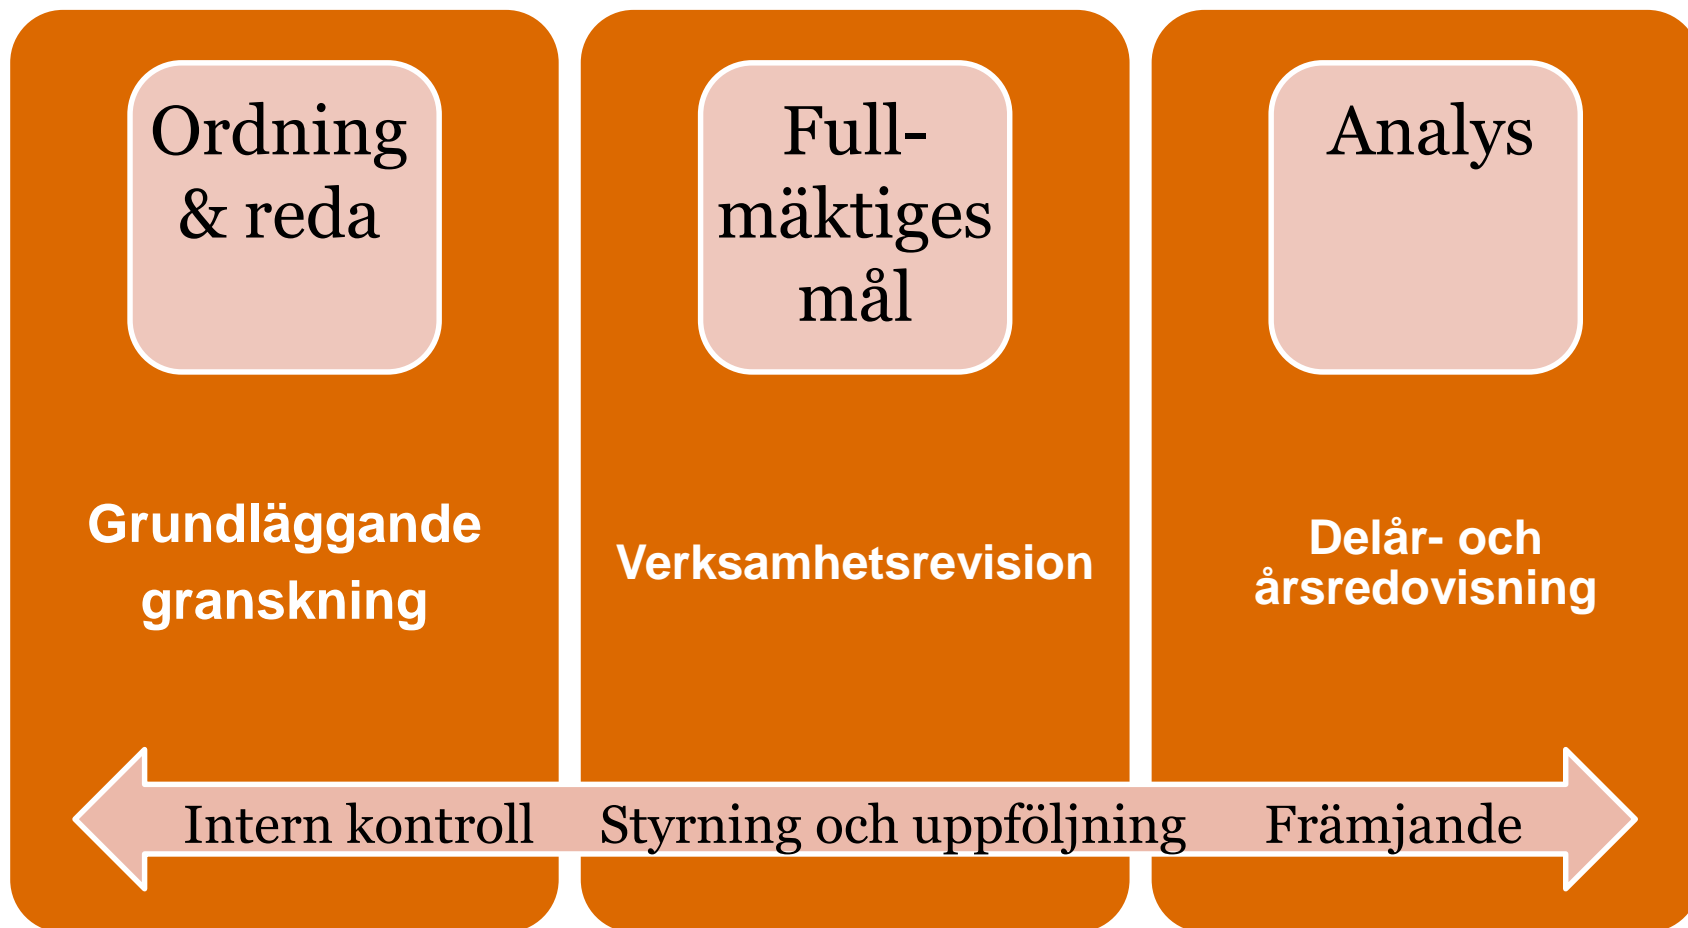 Ordning
& reda
Full-
mäktiges
mål
Analys
Grundläggande
granskning
Verksamhetsrevision
Delår- och
årsredovisning
Intern kontroll Styrning och uppföljning Främjande